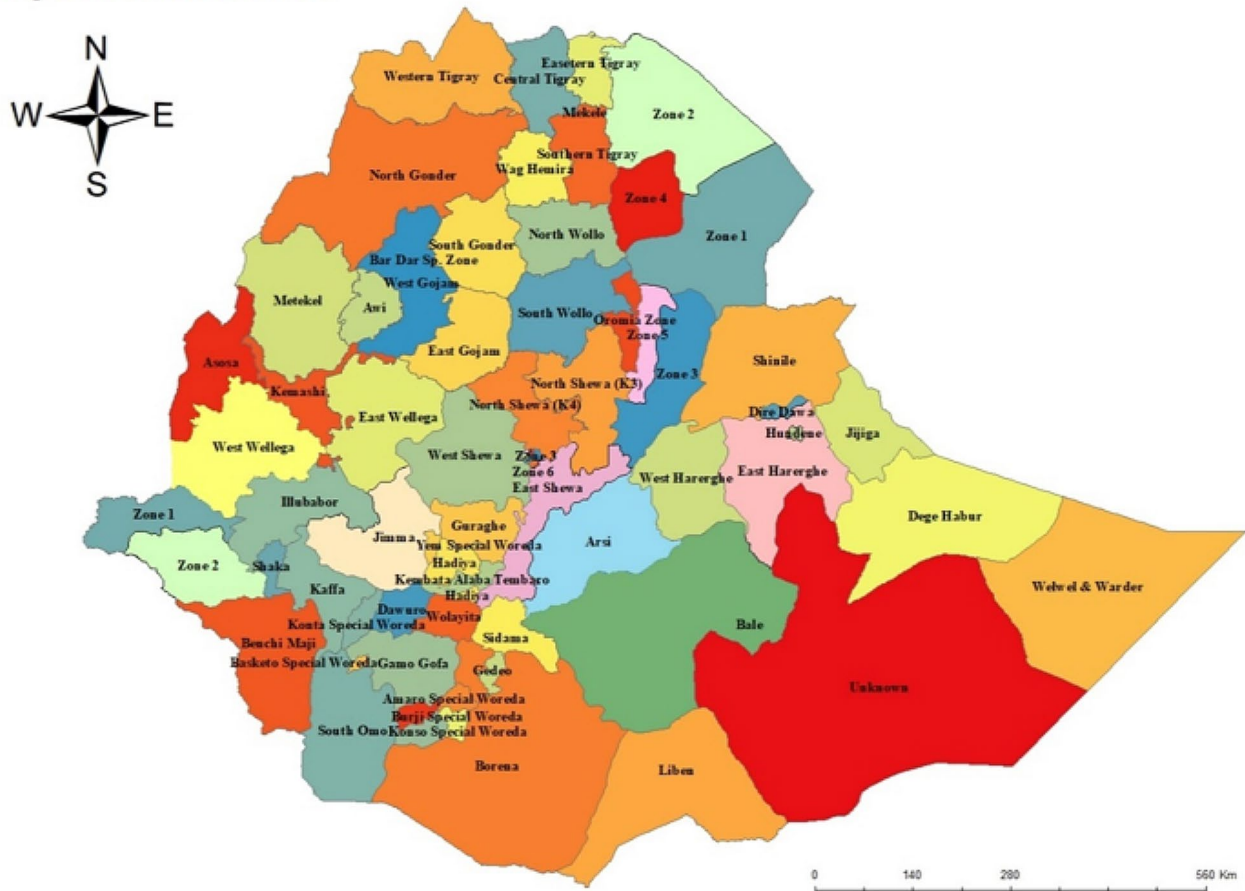 N
W E
S
Western Tigray
Central Tigray
Easetern Tigray
Mekele
Zone 2
Southern Tigray
Wag Hemira
North Gonder
Zone 4
Zone 1
North Wollo
South Gonder
Bar Dar Sp. Zone
West Gojam
Metekel
Awi
South Wollo
Oromia Zone
Zone 5
East Gojam
Zone 3
Shinile
Asosa
Kemashi
North Shewa (K3)
North Shewa (K4)
East Wellega
Dire Dawa
Hundene
Jijiga
West Wellega
West Shewa
Zone 3
Zone 6
East Shewa
West Harerghe
East Harerghe
Illubabor
Zone 1
Dege Habur
Guraghe
Jimma
Yem Special Woreda
Arsi
Zone 2
Shaka
Hadiya
Kembata Alaba Tembaro
Hadiya
Kaffa
Welwel & Warder
Dawuro
Wolayita
Konta Special Woreda
Bale
Sidama
Benchi Maji
Basketo Special Woreda
Gamo Gofa
Gedeo
Unknown
Amaro Special Woreda
Burji Special Woreda
South Omo
Konso Special Woreda
Borena
Liben
0 140 280 560 Km